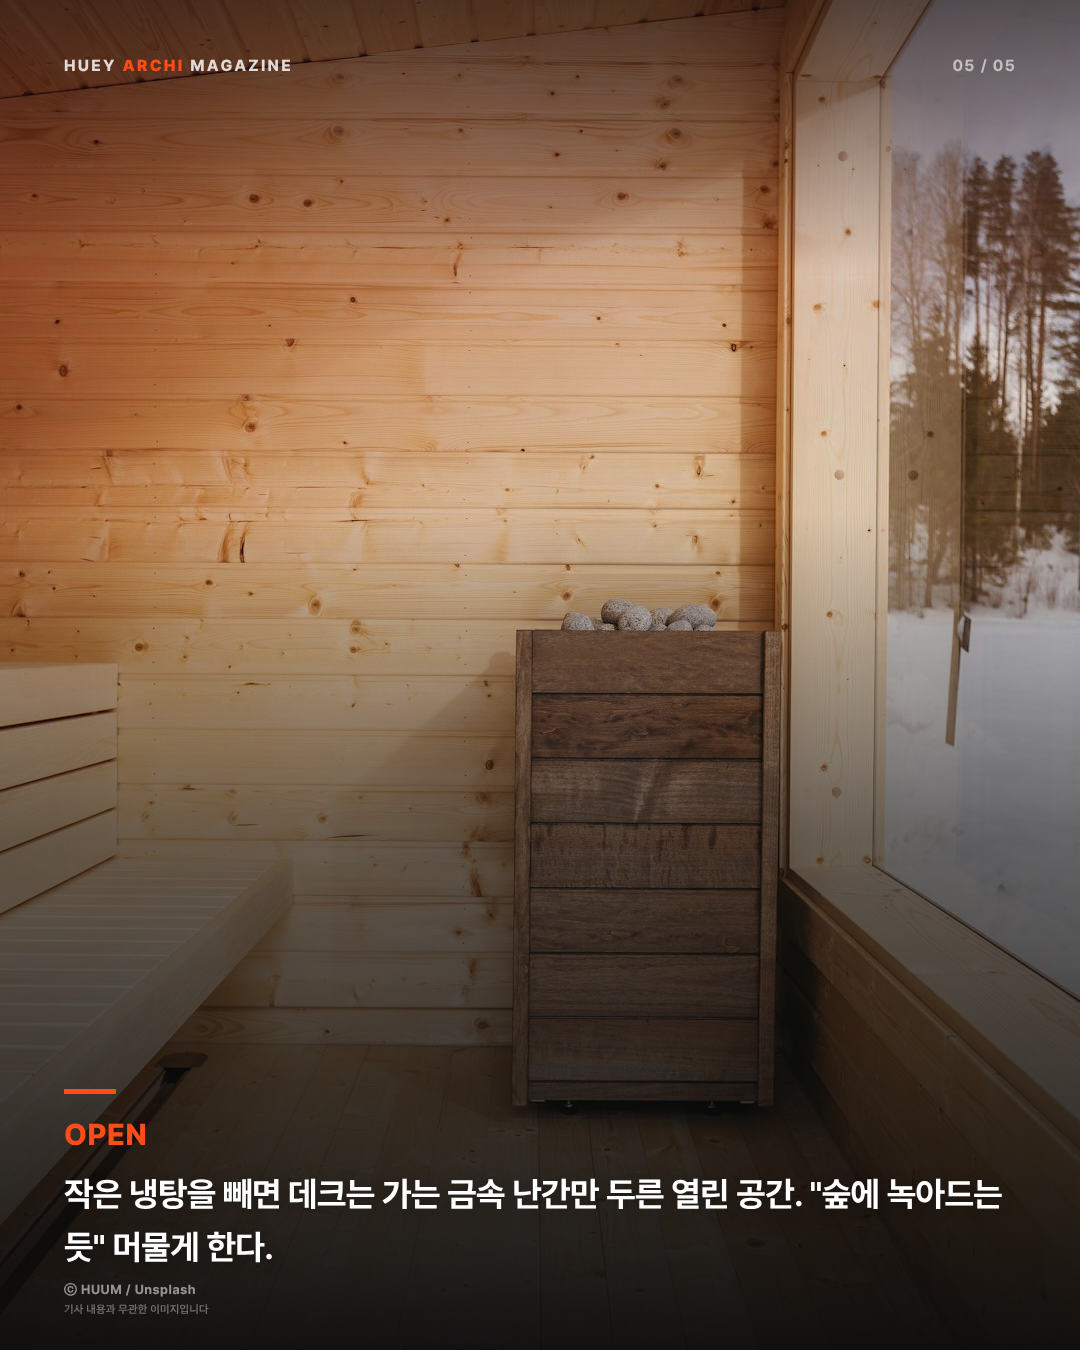 HUEY ARCHI MAGAZINE
05 / 05
OPEN
작은 냉탕을 빼면 데크는 가는 금속 난간만 두른 열린 공간. "숲에 녹아드는
듯" 머물게 한다.
© HUUM / Unsplash
기사 내용과 무관한 이미지입니다